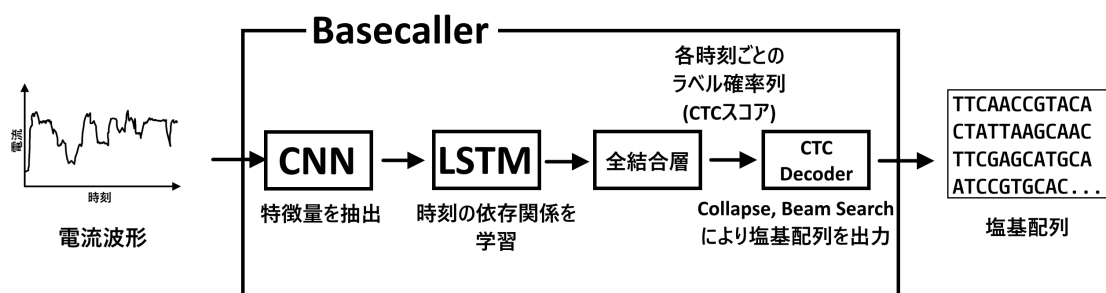 Basecaller
電流
時刻
電流波形
CNN
特徴量を抽出
LSTM
時刻の依存関係を
学習
全結合層
各時刻ごとの
ラベル確率列
(CTCスコア)
CTC
Decoder
Collapse, Beam Search
により塩基配列を出力
TTCAACCGTACA
CTATTAAGCAAC
TTCGAGCATGCA
ATCCGTGCAC...
塩基配列